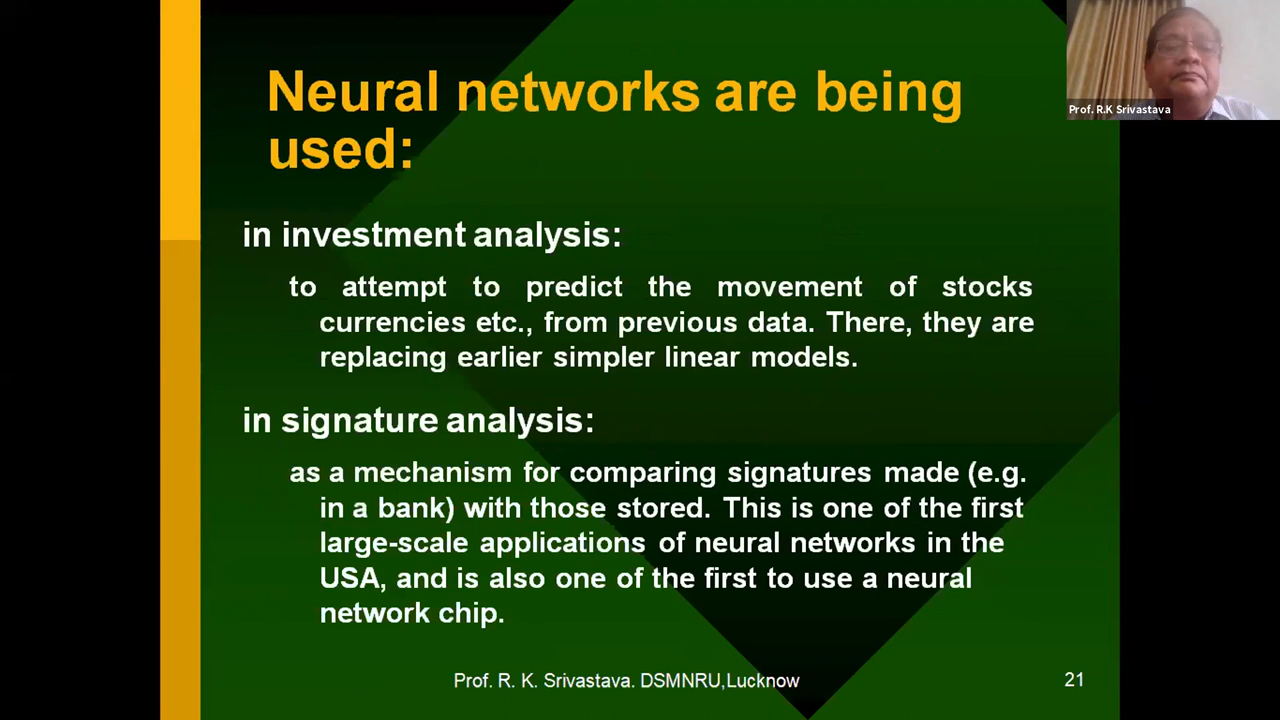 Neural networks are being
used:
Prof. R.K Srivastava
in investment analysis:
to attempt to predict the movement of stocks
currencies etc., from previous data. There, they are
replacing earlier simpler linear models.
in signature analysis:
as a mechanism for comparing signatures made (e.g.
in a bank) with those stored. This is one of the first
large-scale applications of neural networks in the
USA, and is also one of the first to use a neural
network chip.
Prof. R. K. Srivastava. DSMNRU,Lucknow
21